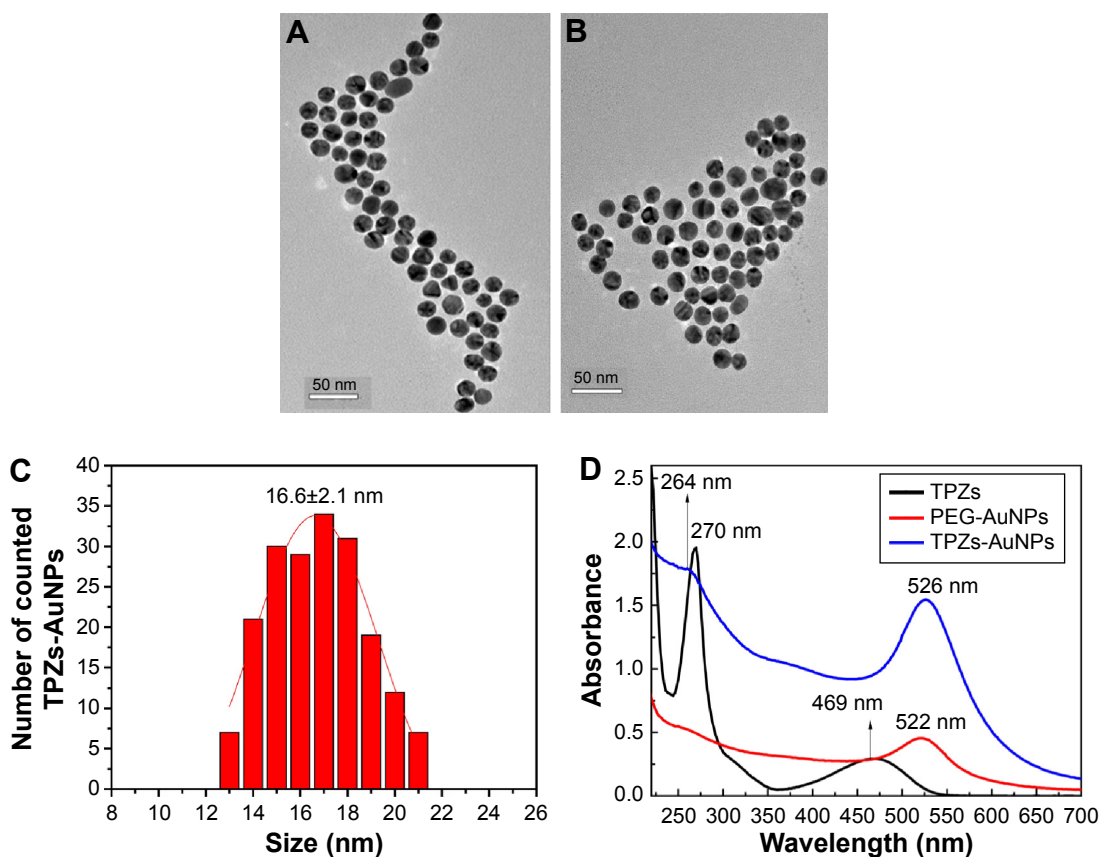 A
B
50 nm
50 nm
C
Number of counted
TPZs-AuNPs
40
35
30
25
20
15
10
5
0
16.6±2.1 nm
8 10 12 14 16 18 20 22 24 26
Size (nm)
D
Absorbance
2.5
2.0
1.5
1.0
0.5
0.0
264 nm
270 nm
TPZs
PEG-AuNPs
TPZs-AuNPs
526 nm
469 nm
522 nm
250 300 350 400 450 500 550 600 650 700
Wavelength (nm)